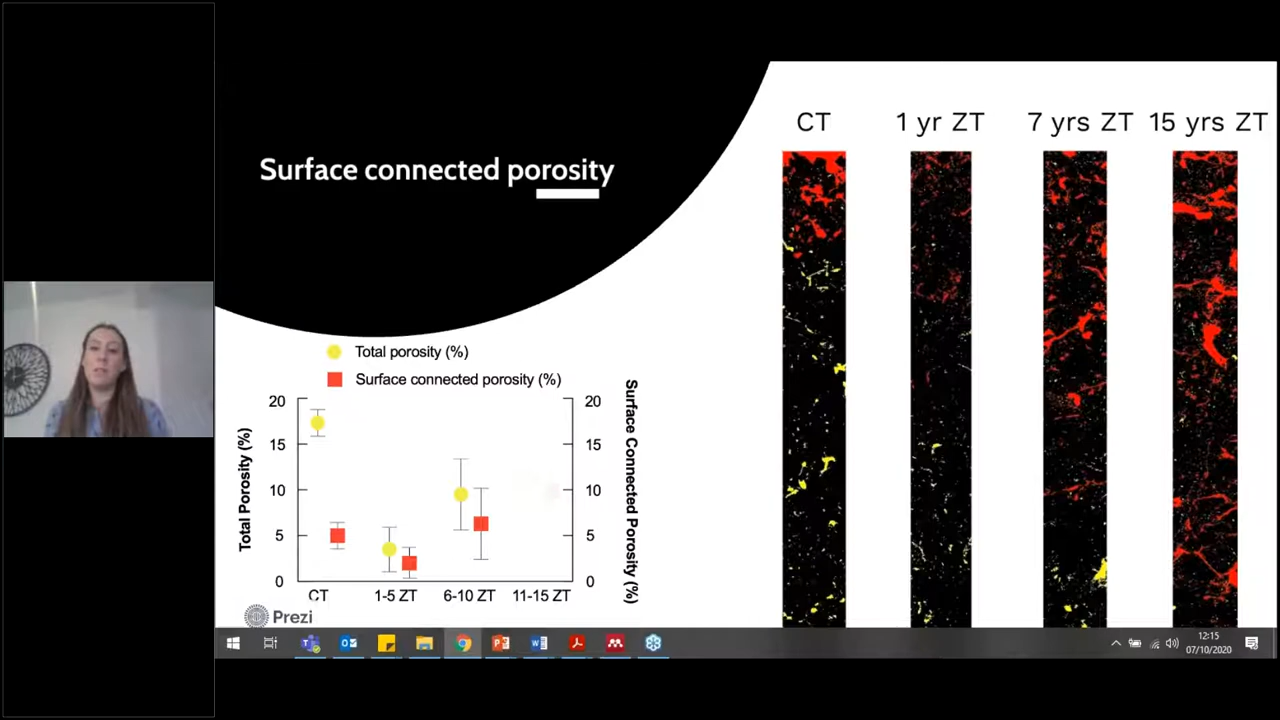 Surface connected porosity
CT
1 yr ZT
7 yrs ZT
15 yrs ZT
Total porosity (%)
Surface connected porosity (%)
Total Porosity (%)
20
15
10
5
0
20
15
10
5
0
Surface Connected Porosity (%)
CT
1-5 ZT
6-10 ZT
11-15 ZT
Prezi
12:15
07/10/2020